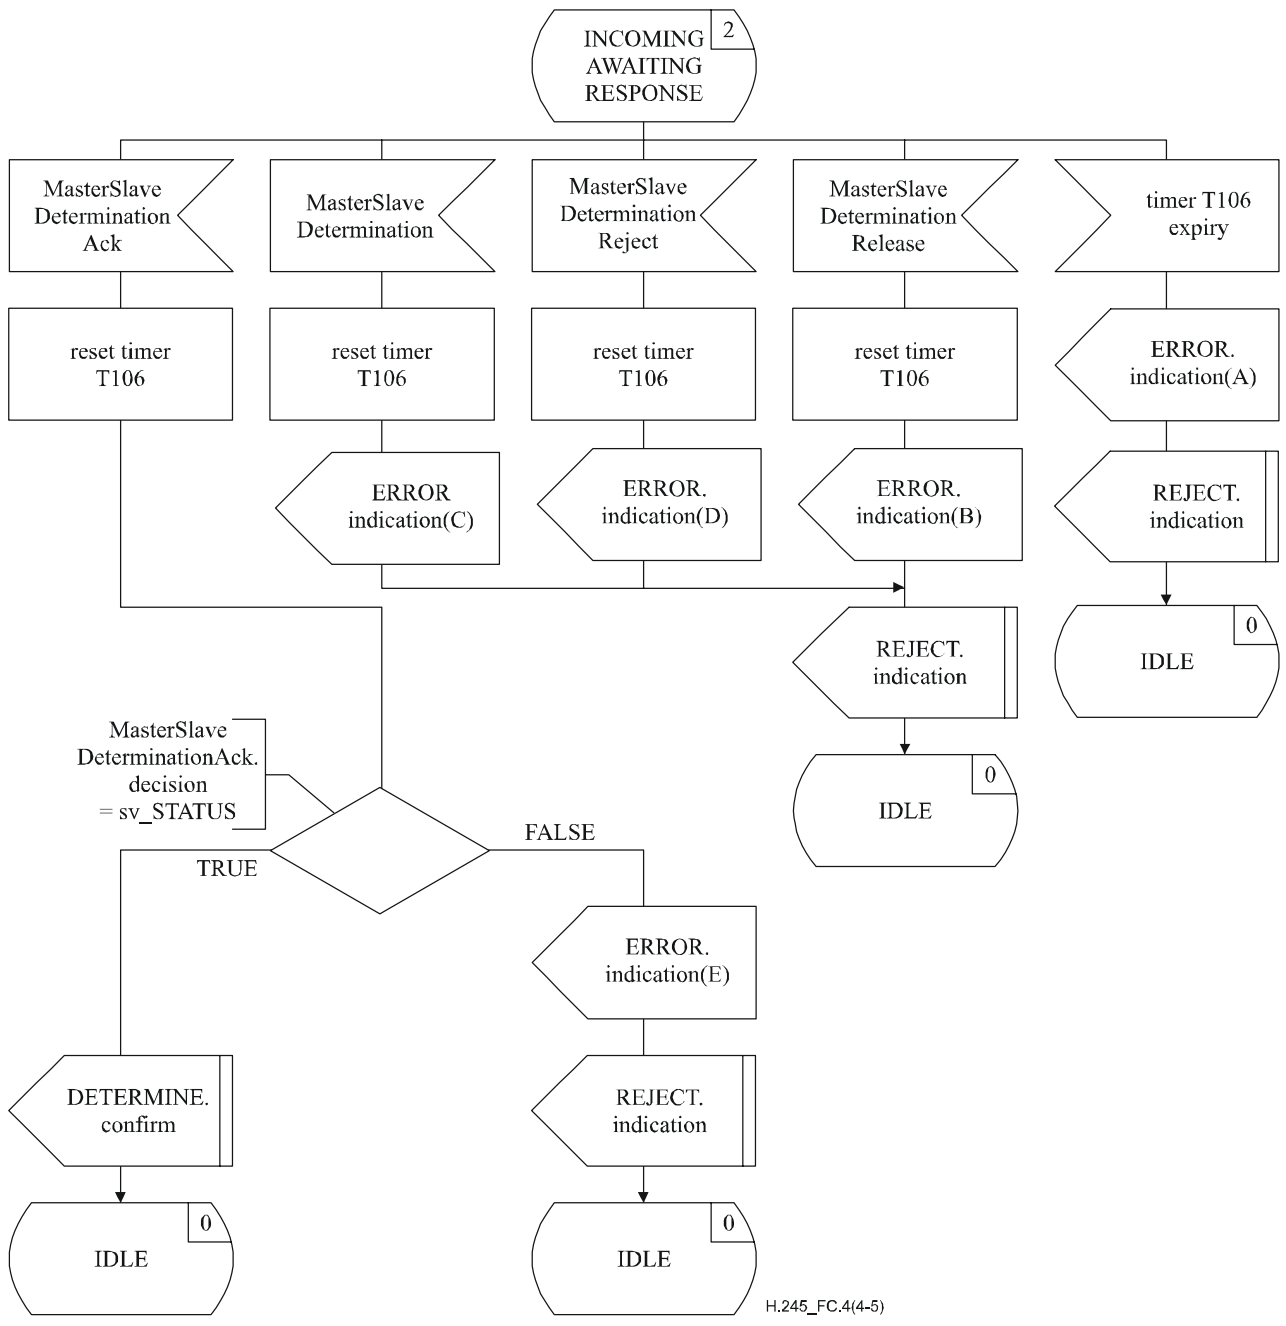 INCOMING
AWAITING
RESPONSE
2
MasterSlave
Determination
Ack
MasterSlave
Determination
MasterSlave
Determination
Reject
MasterSlave
Determination
Release
timer T106
expiry
reset timer
T106
reset timer
T106
reset timer
T106
reset timer
T106
ERROR.
indication(A)
ERROR
indication(C)
ERROR.
indication(D)
ERROR.
indication(B)
REJECT.
indication
REJECT.
indication
0
IDLE
MasterSlave
DeterminationAck.
decision
= sv_STATUS
0
IDLE
TRUE
FALSE
ERROR.
indication(E)
DETERMINE.
confirm
REJECT.
indication
0
IDLE
0
IDLE
H.245_FC.4(4-5)